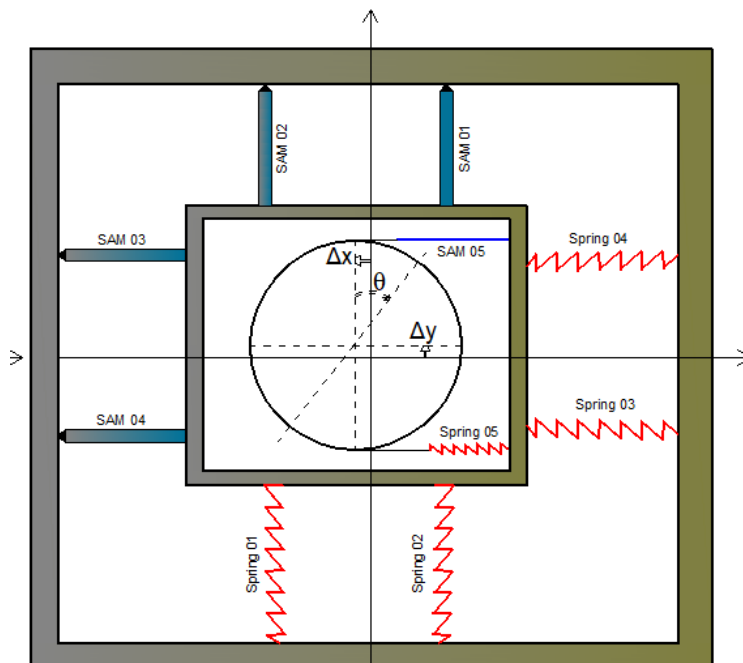 SAM 02
SAM 01
SAM 03
Spring 04
Δx
SAM 05
θ
Δy
SAM 04
Spring 03
Spring 05
Spring 01
Spring 02